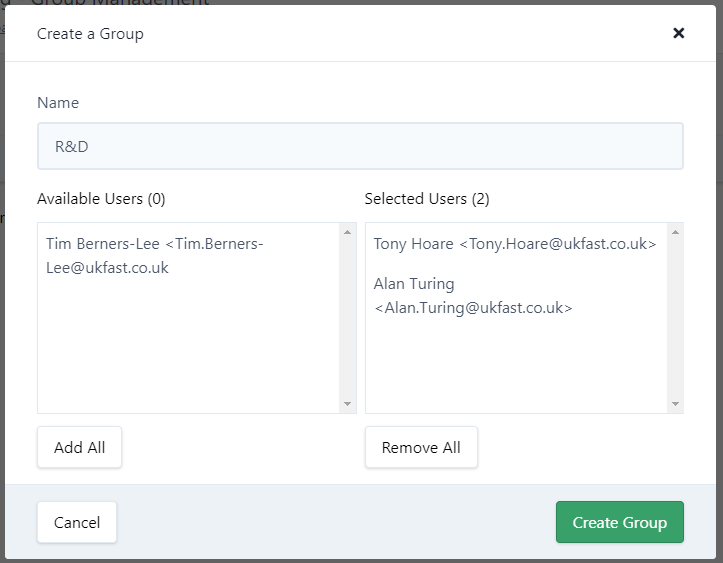 Group Management
Create a Group
Name
R&D
Available Users (0)
Selected Users (2)
Tim Berners-Lee <Tim.Berners-
Lee@ukfast.co.uk
Tony Hoare <Tony.Hoare@ukfast.co.uk>
Alan Turing
<Alan.Turing@ukfast.co.uk>
Add All
Remove All
Cancel
Create Group